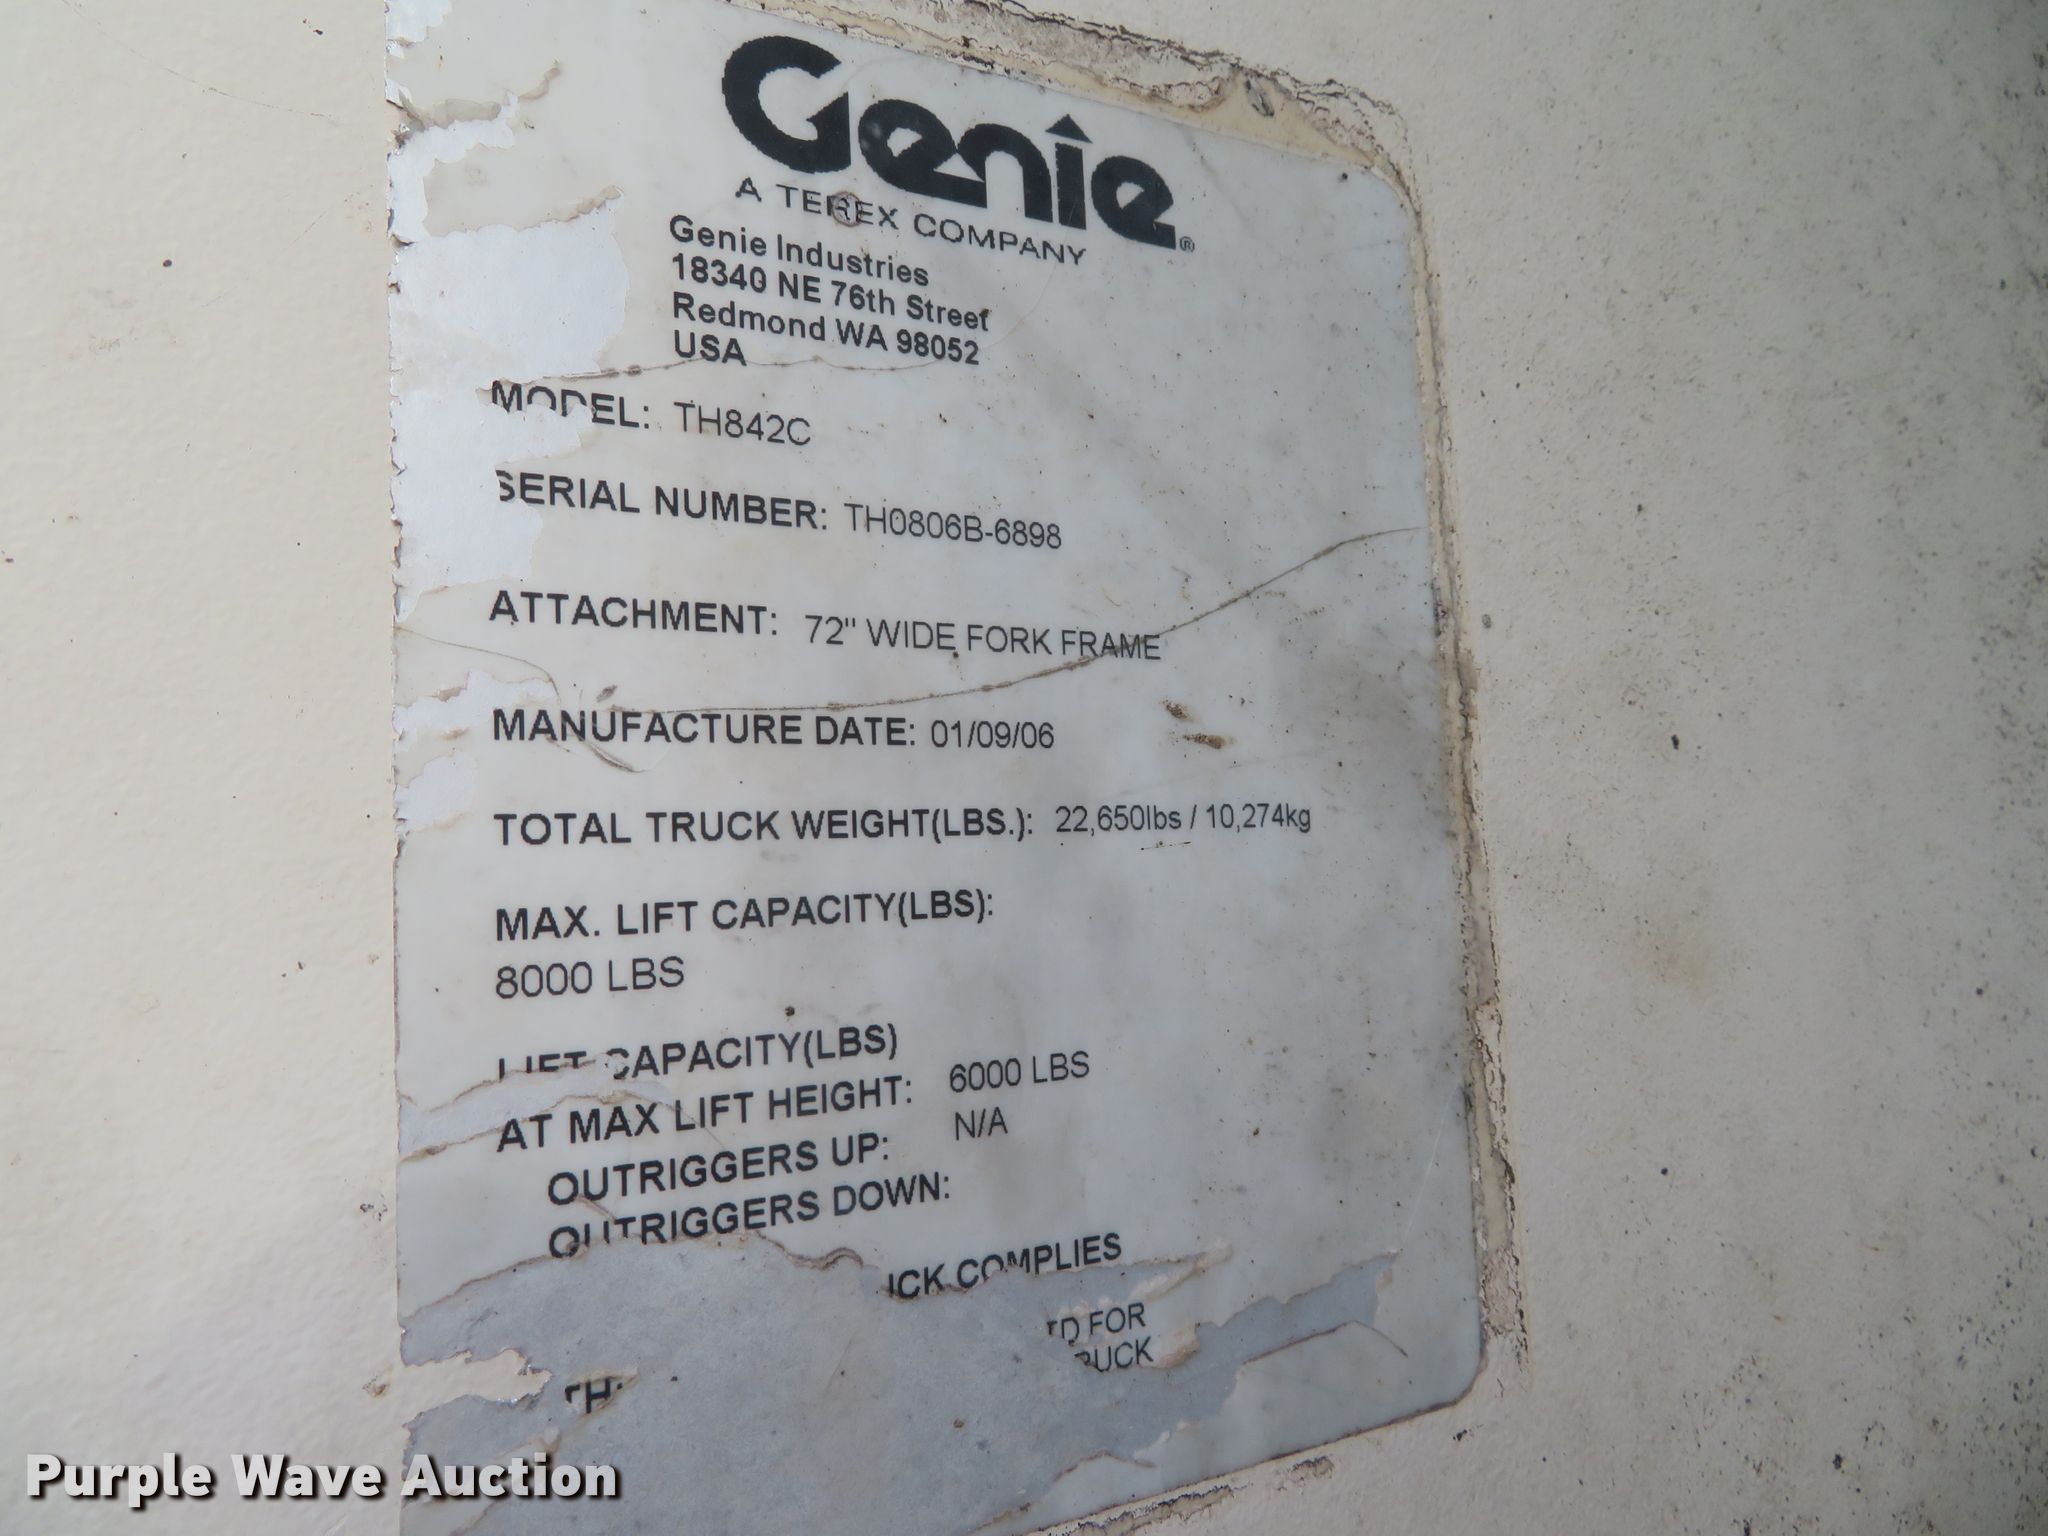 Genie®
A TEREX COMPANY
Genie Industries
18340 NE 76th Street
Redmond WA 98052
USA
MODEL: TH842C
SERIAL NUMBER: TH0806B-6898
ATTACHMENT: 72" WIDE FORK FRAME
MANUFACTURE DATE: 01/09/06
TOTAL TRUCK WEIGHT(LBS.): 22,650lbs / 10,274kg
MAX. LIFT CAPACITY(LBS):
8000 LBS
LIFT CAPACITY(LBS)
AT MAX LIFT HEIGHT: 6000 LBS
OUTRIGGERS UP: N/A
OUTRIGGERS DOWN:
COMPLIES
FOR
Purple Wave Auction